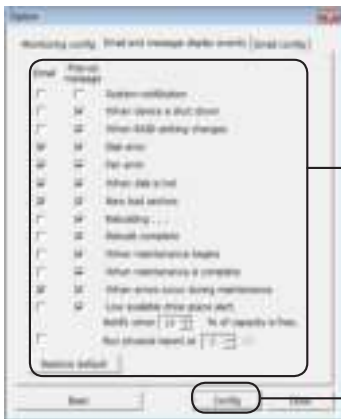 Option
Monitoring config Email and message display events Email config
Email Pop-up message
System notification
When device is shut down
When RAID setting changes
Disk error
Fan error
When disk is hot
New bad sectors
Rebuilding . . .
Rebuild complete
When maintenance begins
When maintenance is complete
When errors occur during maintenance
Low available drive space alert
Notify when 10 % of capacity is free.
Restore default
Config